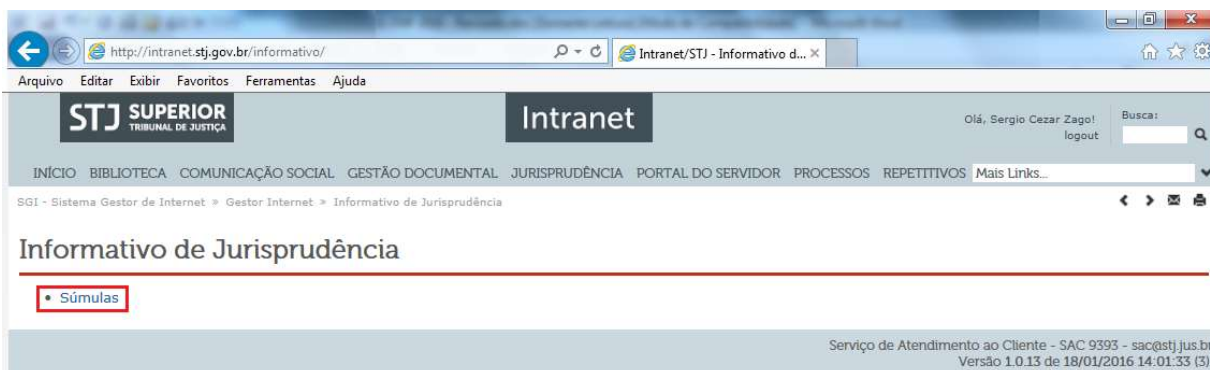 http://intranet.stj.gov.br/informativo/
Intranet/STJ - Informativo d...
Arquivo Editar Exibir Favoritos Ferramentas Ajuda
STJ SUPERIOR
TRIBUNAL DE JUSTIÇA
Intranet
Olá, Sergio Cezar Zago!
logout
Busca:
INÍCIO BIBLIOTECA COMUNICAÇÃO SOCIAL GESTÃO DOCUMENTAL JURISPRUDÊNCIA PORTAL DO SERVIDOR PROCESSOS REPETITIVOS Mais Links...
SGI - Sistema Gestor de Internet » Gestor Internet » Informativo de Jurisprudência
Informativo de Jurisprudência
• Súmulas
Serviço de Atendimento ao Cliente - SAC 9393 - sac@stj.jus.br
Versão 1.0.13 de 18/01/2016 14:01:33 (3)